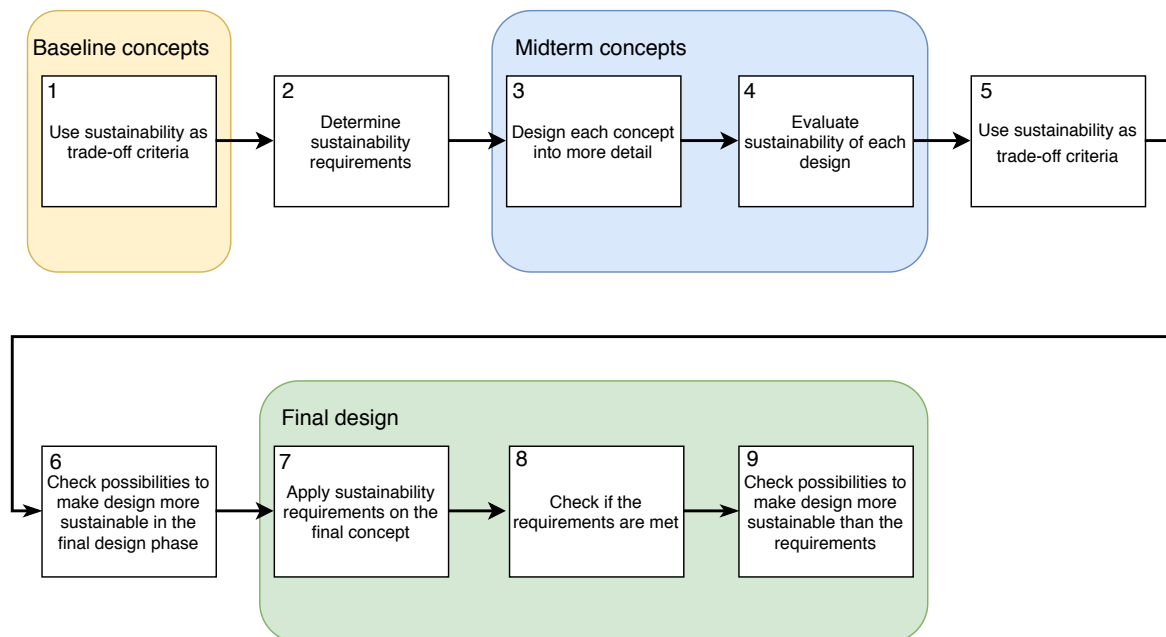 Baseline concepts
1
Use sustainability as
trade-off criteria
2
Determine
sustainability
requirements
Midterm concepts
3
Design each concept
into more detail
4
Evaluate
sustainability of each
design
5
Use sustainability as
trade-off criteria
6
Check possibilities to
make design more
sustainable in the
final design phase
Final design
7
Apply sustainability
requirements on the
final concept
8
Check if the
requirements are met
9
Check possibilities to
make design more
sustainable than the
requirements